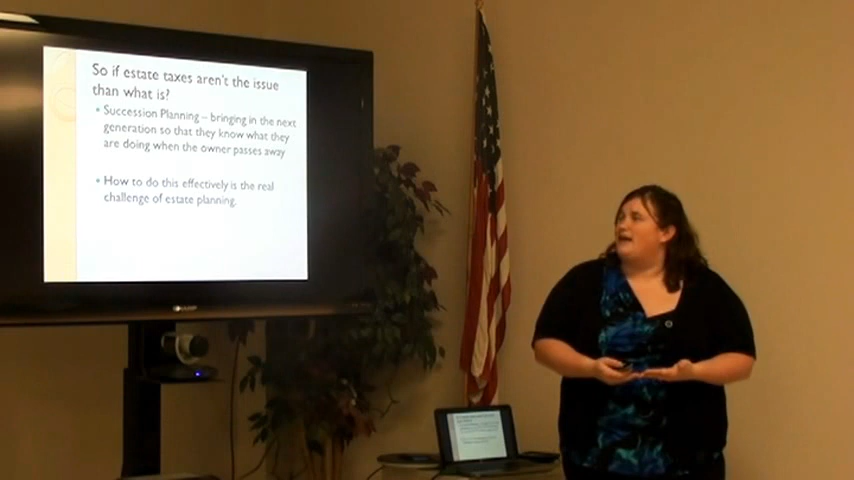 So if estate taxes aren't the issue
than what is?
• Succession Planning – bringing in the next
generation so that they know what they
are doing when the owner passes away
• How to do this effectively is the real
challenge of estate planning.